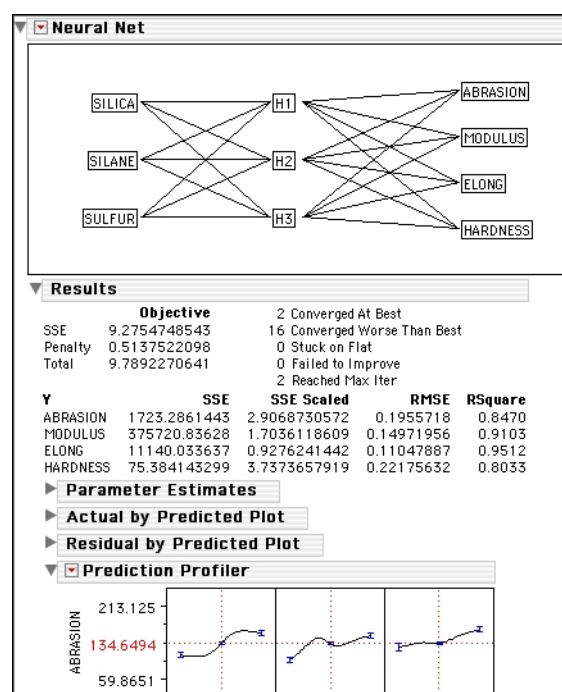 Neural Net
SILICA
SILANE
SULFUR
H1
H2
H3
ABRASION
MODULUS
ELONG
HARDNESS
Results
Objective
SSE 9.2754748543
Penalty 0.5137522098
Total 9.7892270641
2 Converged At Best
16 Converged Worse Than Best
0 Stuck on Flat
0 Failed to Improve
2 Reached Max Iter
Y SSE SSE Scaled RMSE RSquare
ABRASION 1723.2861443 2.9068730572 0.1955718 0.8470
MODULUS 375720.83628 1.7036118609 0.14971956 0.9103
ELONG 11140.033637 0.9276241442 0.11047887 0.9512
HARDNESS 75.384143299 3.7373657919 0.22175632 0.8033
Parameter Estimates
Actual by Predicted Plot
Residual by Predicted Plot
Prediction Profiler
ABRASION
213.125
134.6494
59.8651